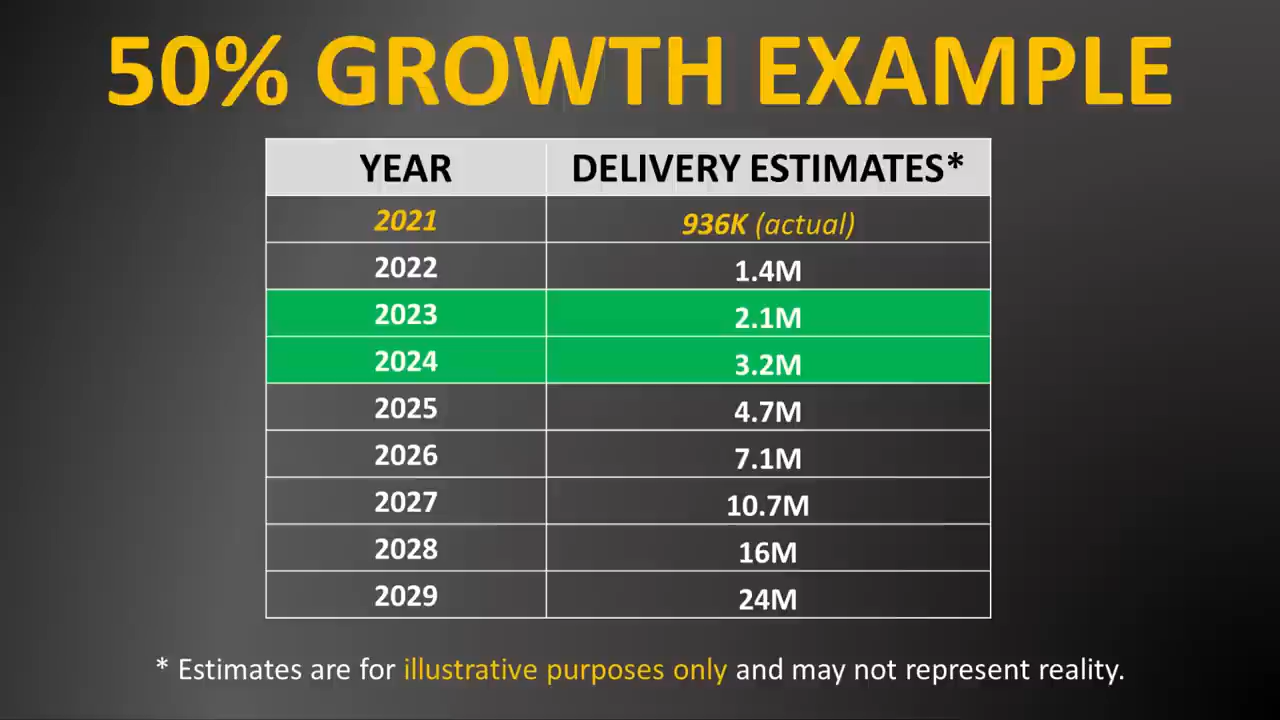 50% GROWTH EXAMPLE
YEAR DELIVERY ESTIMATES*
2021 936K (actual)
2022 1.4M
2023 2.1M
2024 3.2M
2025 4.7M
2026 7.1M
2027 10.7M
2028 16M
2029 24M
* Estimates are for illustrative purposes only and may not represent reality.